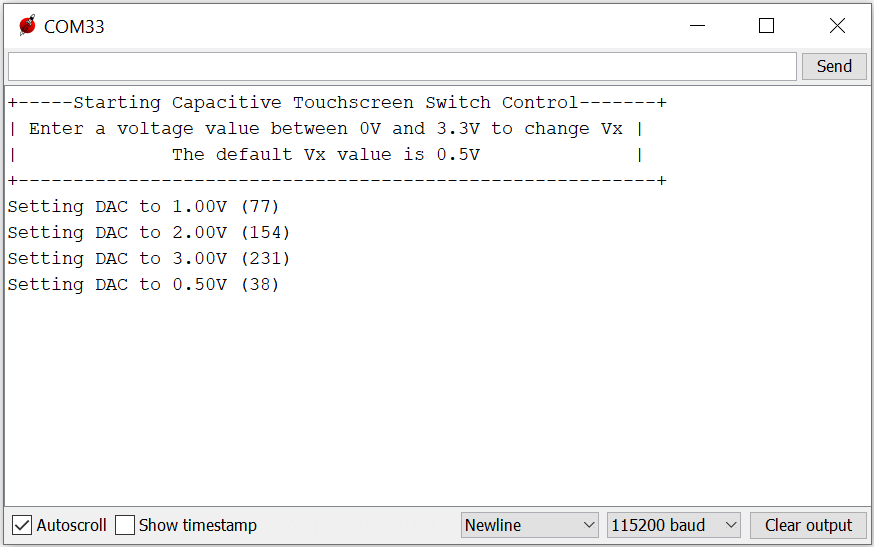 COM33
Send
+-----Starting Capacitive Touchscreen Switch Control-------+
| Enter a voltage value between 0V and 3.3V to change Vx |
|              The default Vx value is 0.5V              |
+----------------------------------------------------------+
Setting DAC to 1.00V (77)
Setting DAC to 2.00V (154)
Setting DAC to 3.00V (231)
Setting DAC to 0.50V (38)
Autoscroll Show timestamp Newline 115200 baud Clear output